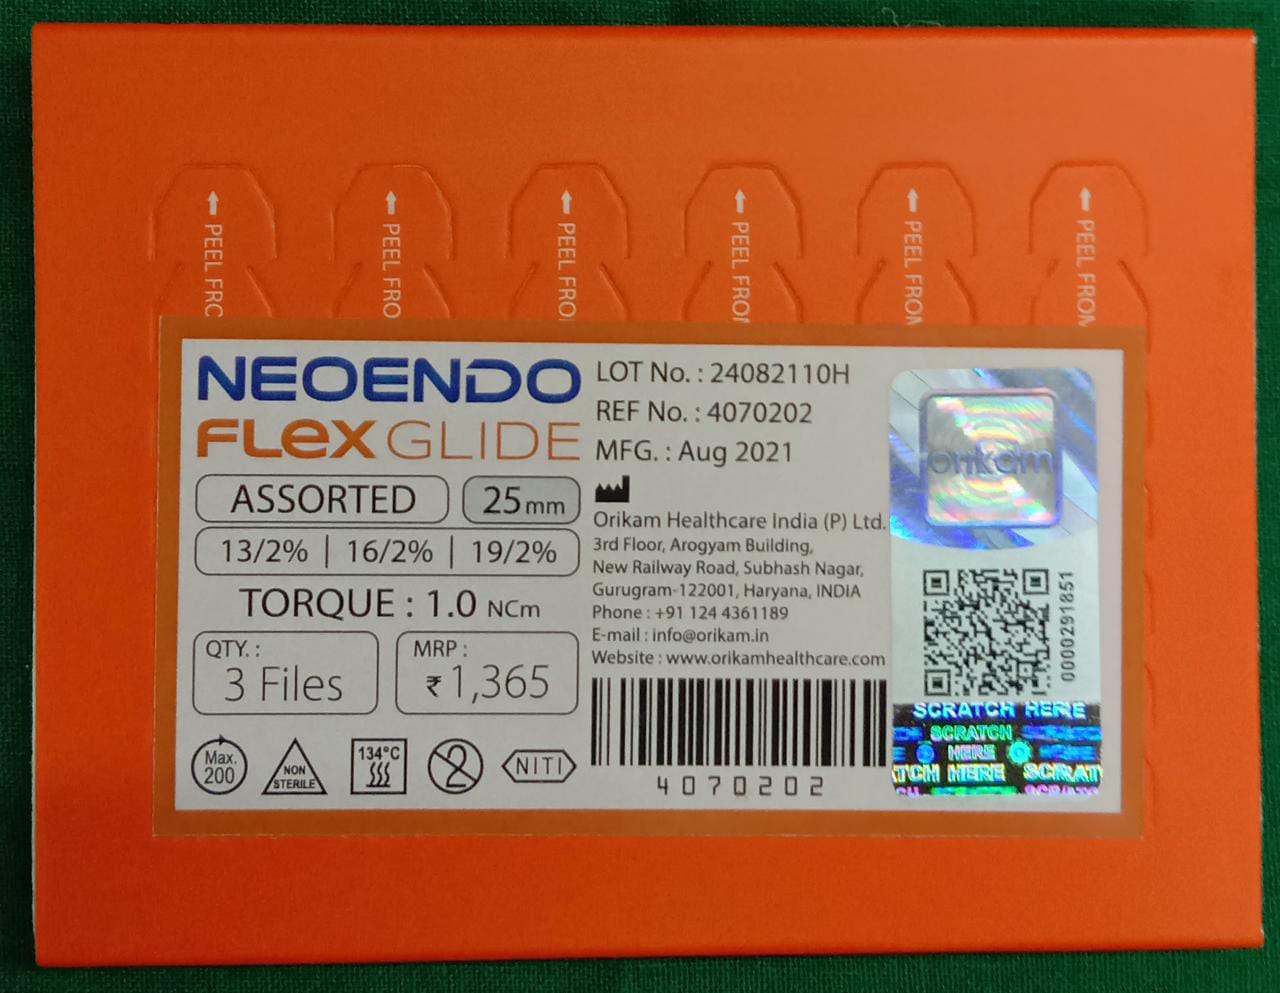 PEEL FRO
PEEL FRO
PEEL FRO
PEEL FROM
PEEL FROM
PEEL FROM
NEOENDO
FLEX GLIDE
ASSORTED
25mm
13/2% | 16/2% | 19/2%
TORQUE : 1.0 NCm
QTY. :
3 Files
MRP :
₹ 1,365
Max. 200
NON STERILE
134°C
2
NITI
LOT No. : 24082110H
REF No. : 4070202
MFG. : Aug 2021
Orikam Healthcare India (P) Ltd.
3rd Floor, Arogyam Building,
New Railway Road, Subhash Nagar,
Gurugram-122001, Haryana, INDIA
Phone : +91 124 4361189
E-mail : info@orikam.in
Website : www.orikamhealthcare.com
4070202
orikam
0000291851
SCRATCH HERE
SCRATCH
HERE
TCH HERE SCRAT